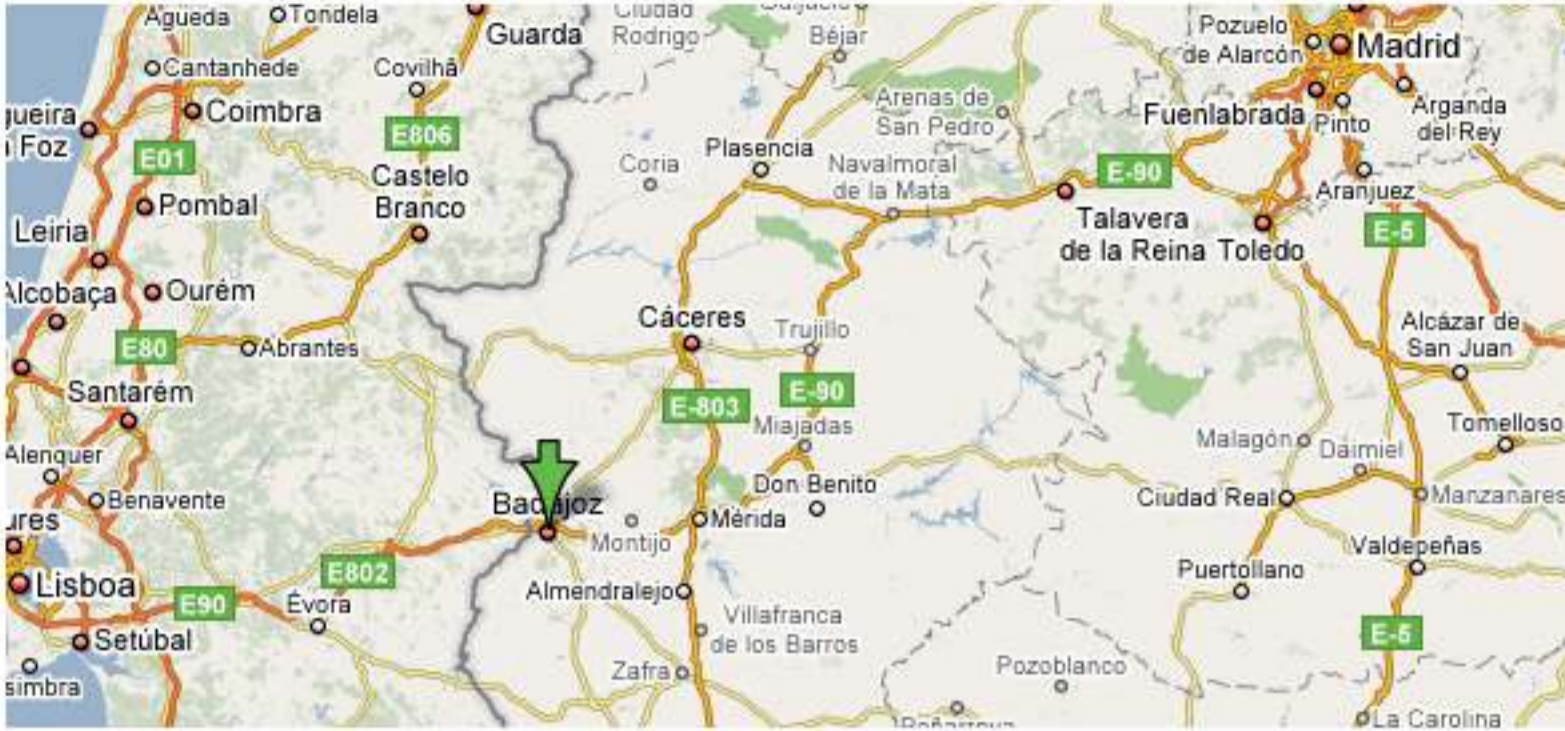 Agueda
Tondela
Guarda
Ciudad
Rodrigo
Béjar
Pozuelo
de Alarcón
Madrid
Cantanhede
Covilhã
Coimbra
gueira
Foz
E806
E01
Arenas de
San Pedro
Fuenlabrada
Pinto
Arganda
del Rey
Plasencia
Coria
Navalmoral
de la Mata
E-90
Castelo
Branco
Aranjuez
Pombal
Leiria
Talavera
de la Reina
Toledo
E-5
Alcobaça
Ourém
Cáceres
Trujillo
Alcázar de
San Juan
E80
Abrantes
Santarém
E-803
E-90
Miajadas
Malagón
Daimiel
Tomelloso
Alenquer
Benavente
Badajoz
Don Benito
Ciudad Real
Manzanares
ures
Mérida
Montijo
Valdepeñas
Lisboa
E802
E90
Évora
Almendralejo
Puertollano
Setúbal
Villafranca
de los Barros
E-5
simbra
Zafra
Pozoblanco
La Carolina